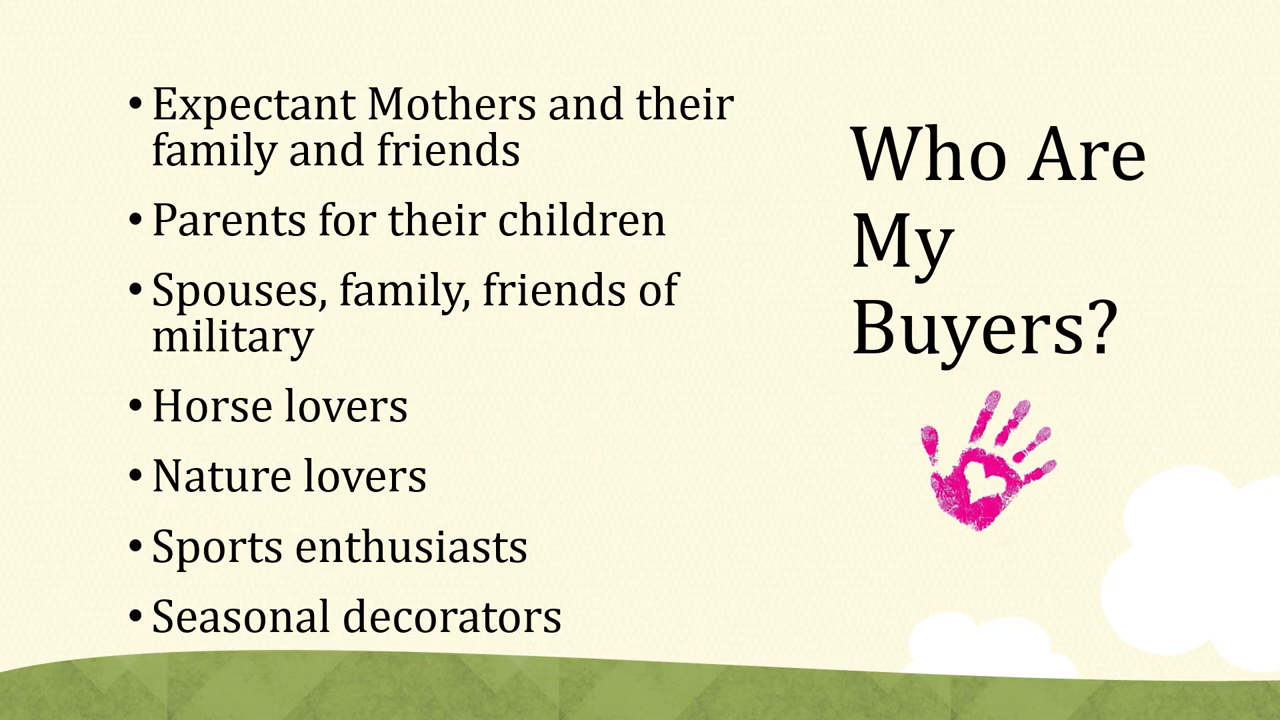 • Expectant Mothers and their
family and friends
• Parents for their children
• Spouses, family, friends of
military
• Horse lovers
• Nature lovers
• Sports enthusiasts
• Seasonal decorators
Who Are
My
Buyers?